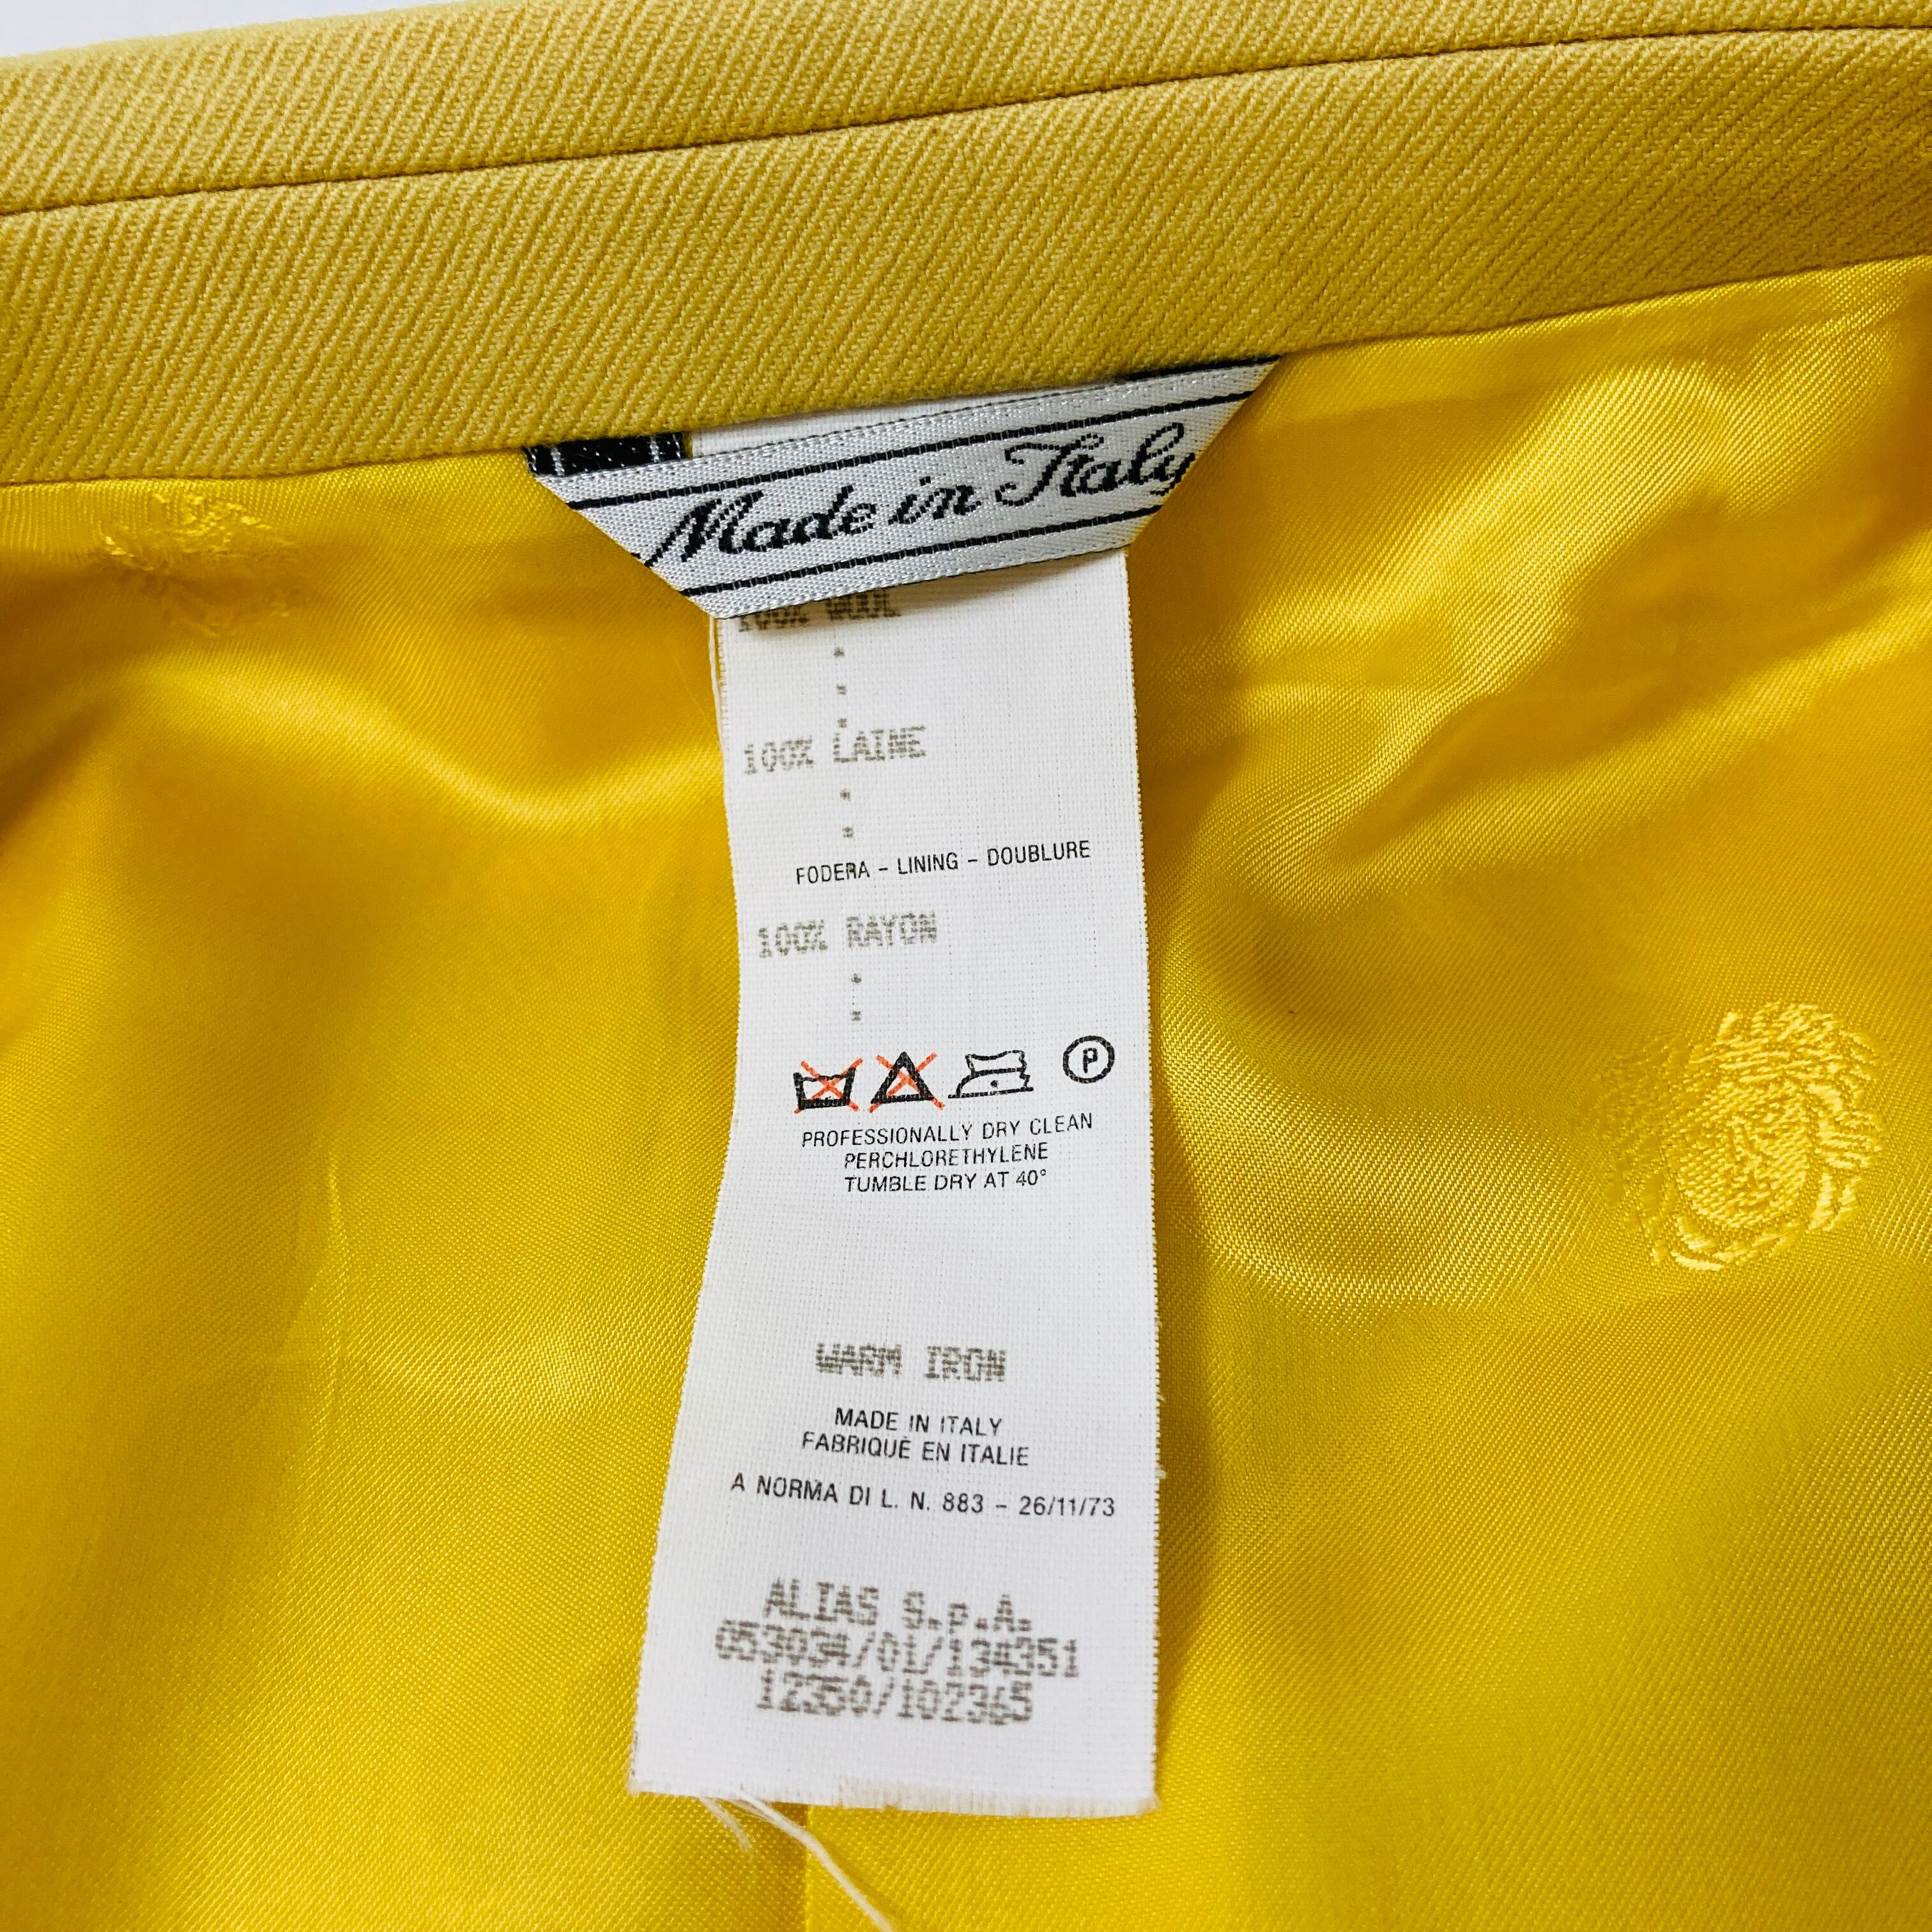 Made in Italy
100% WOOL
100% LAINE
FODERA - LINING - DOUBLURE
100% RAYON
P
PROFESSIONALLY DRY CLEAN
PERCHLORETHYLENE
TUMBLE DRY AT 40°
WARM IRON
MADE IN ITALY
FABRIQUÈ EN ITALIE
A NORMA DI L. N. 883 - 26/11/73
ALIAS S.p.A.
053034/01/134351
12350/102365